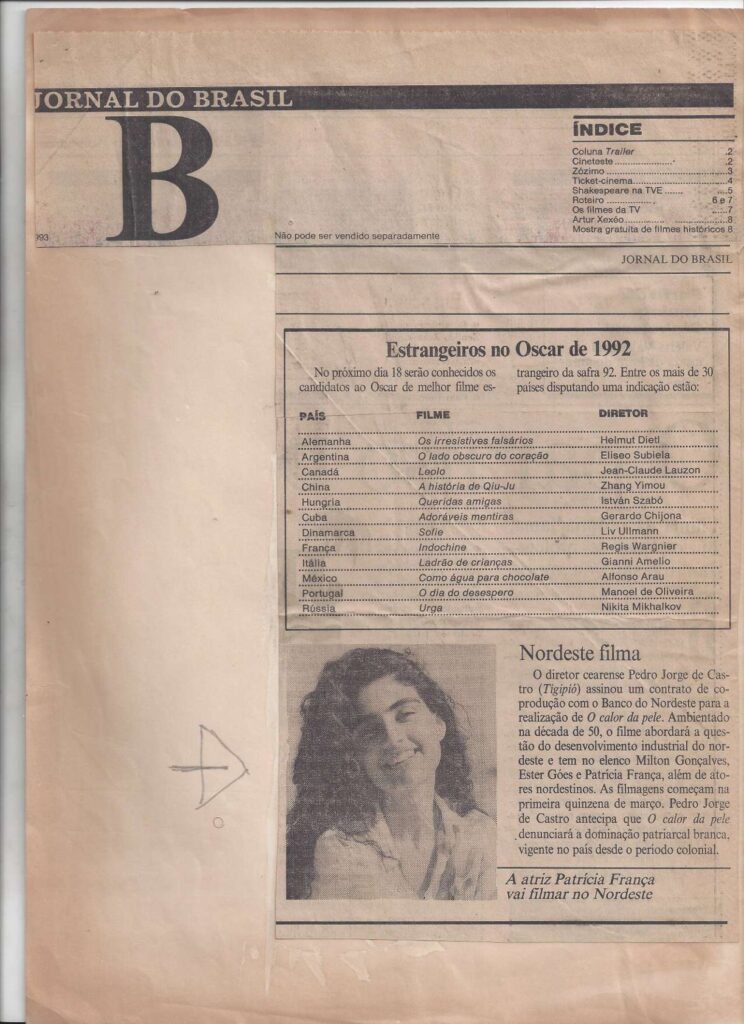 JORNAL DO BRASIL
B
993
Não pode ser vendido separadamente
ÍNDICE
Coluna Trailer .2
Cineteste .......................- .2
Zózimo ..................................3
Ticket-cinema..........................4
Shakespeare na TVE ....... .....5
Roteiro ...................... 6 e 7
Os filmes da TV .....7
Artur Xexéo................ ................8
Mostra gratuita de filmes históricos 8
JORNAL DO BRASIL
Estrangeiros no Oscar de 1992
No próximo dia 18 serão conhecidos os
candidatos ao Oscar de melhor filme es-
trangeiro da safra 92. Entre os mais de 30
países disputando uma indicação estão:
PAÍS FILME DIRETOR
Alemanha Os irresistíveis falsários Helmut Dietl
Argentina O lado obscuro do coração Eliseo Subiela
Canadá Leolo Jean-Claude Lauzon
China A história de Qiu-Ju Zhang Yimou
Hungria Queridas amigas István Szabó
Cuba Adoráveis mentiras Gerardo Chijona
Dinamarca Sofie Liv Ullmann
França Indochine Regis Wargnier
Itália Ladrão de crianças Gianni Amelio
México Como água para chocolate Alfonso Arau
Portugal O dia do desespero Manoel de Oliveira
Rússia Urga Nikita Mikhalkov
Nordeste filma
O diretor cearense Pedro Jorge de Cas-
tro (Tigipió) assinou um contrato de co-
produção com o Banco do Nordeste para a
realização de O calor da pele. Ambientado
na década de 50, o filme abordará a ques-
tão do desenvolvimento industrial do nor-
deste e tem no elenco Milton Gonçalves,
Ester Góes e Patrícia França, além de ato-
res nordestinos. As filmagens começam na
primeira quinzena de março. Pedro Jorge
de Castro antecipa que O calor da pele
denunciará a dominação patriarcal branca,
vigente no país desde o período colonial.
A atriz Patrícia França
vai filmar no Nordeste